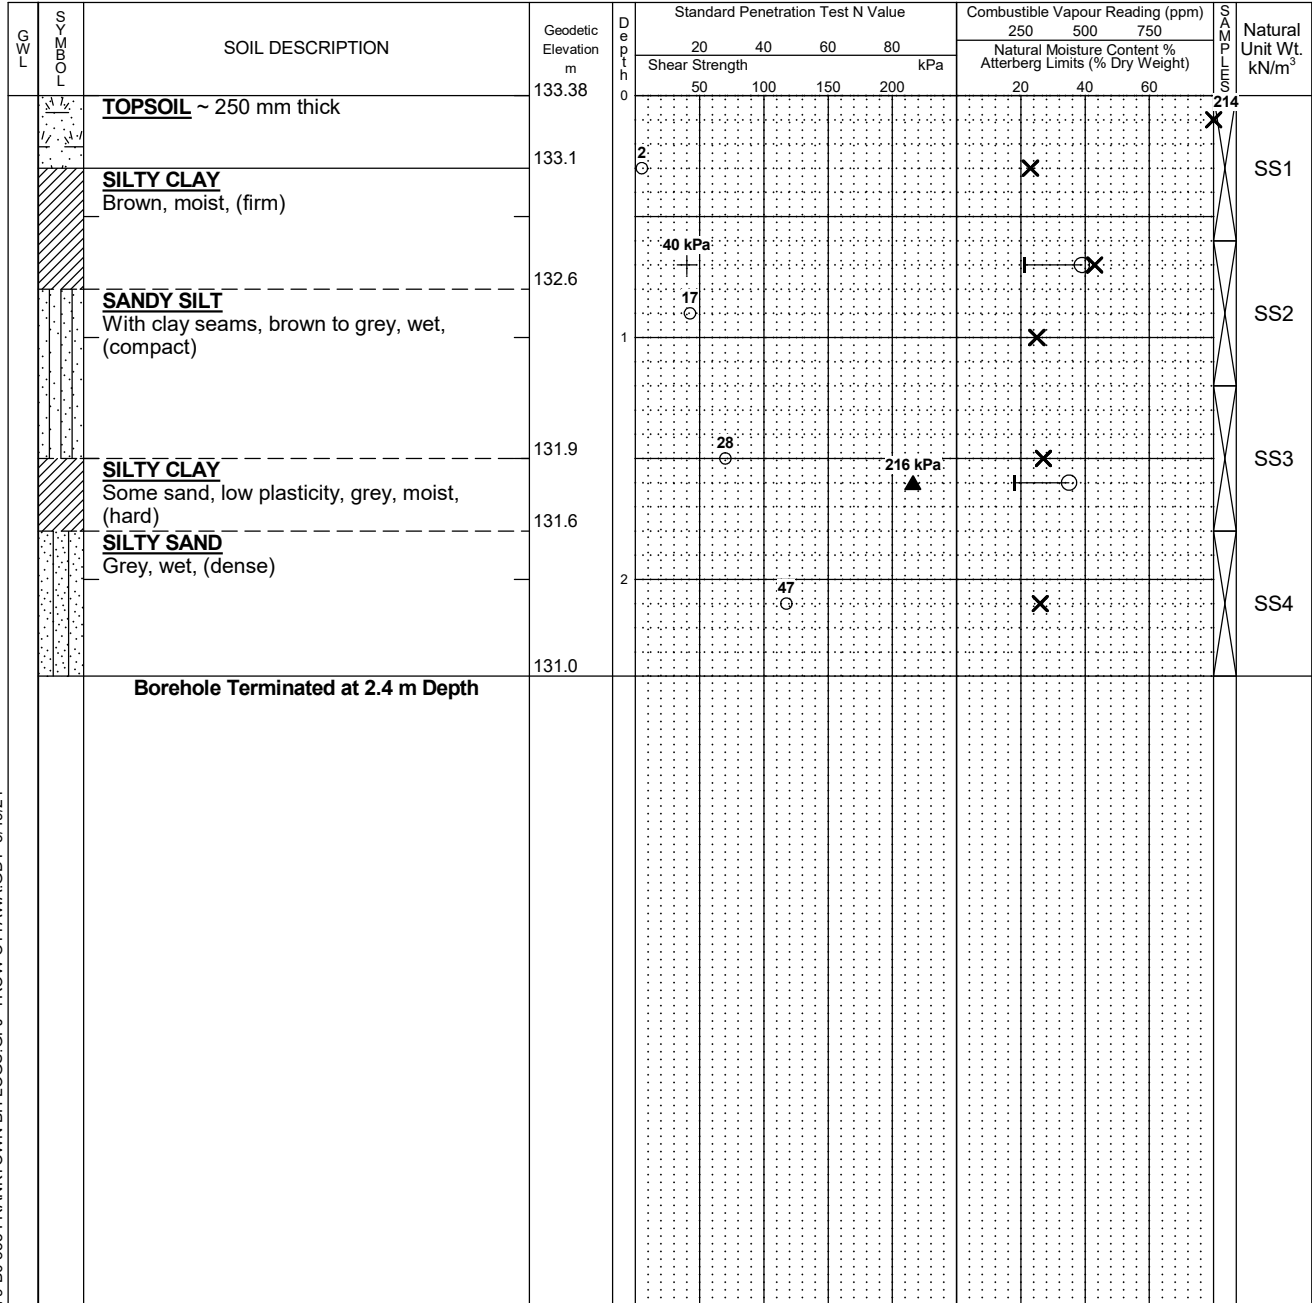 GWL
SYMBOL
SOIL DESCRIPTION
Geodetic
Elevation
m
Depth
Standard Penetration Test N Value
20 40 60 80
Shear Strength kPa
50 100 150 200
Combustible Vapour Reading (ppm)
250 500 750
Natural Moisture Content %
Atterberg Limits (% Dry Weight)
20 40 60
SAMPLES
Natural
Unit Wt.
kN/m³
133.38
0
TOPSOIL ~ 250 mm thick
214
133.1
2
SS1
SILTY CLAY
Brown, moist, (firm)
40 kPa
132.6
SANDY SILT
17
With clay seams, brown to grey, wet,
(compact)
SS2
1
131.9
28
SILTY CLAY
216 kPa
SS3
Some sand, low plasticity, grey, moist,
(hard)
131.6
SILTY SAND
Grey, wet, (dense)
2
47
SS4
131.0
Borehole Terminated at 2.4 m Depth